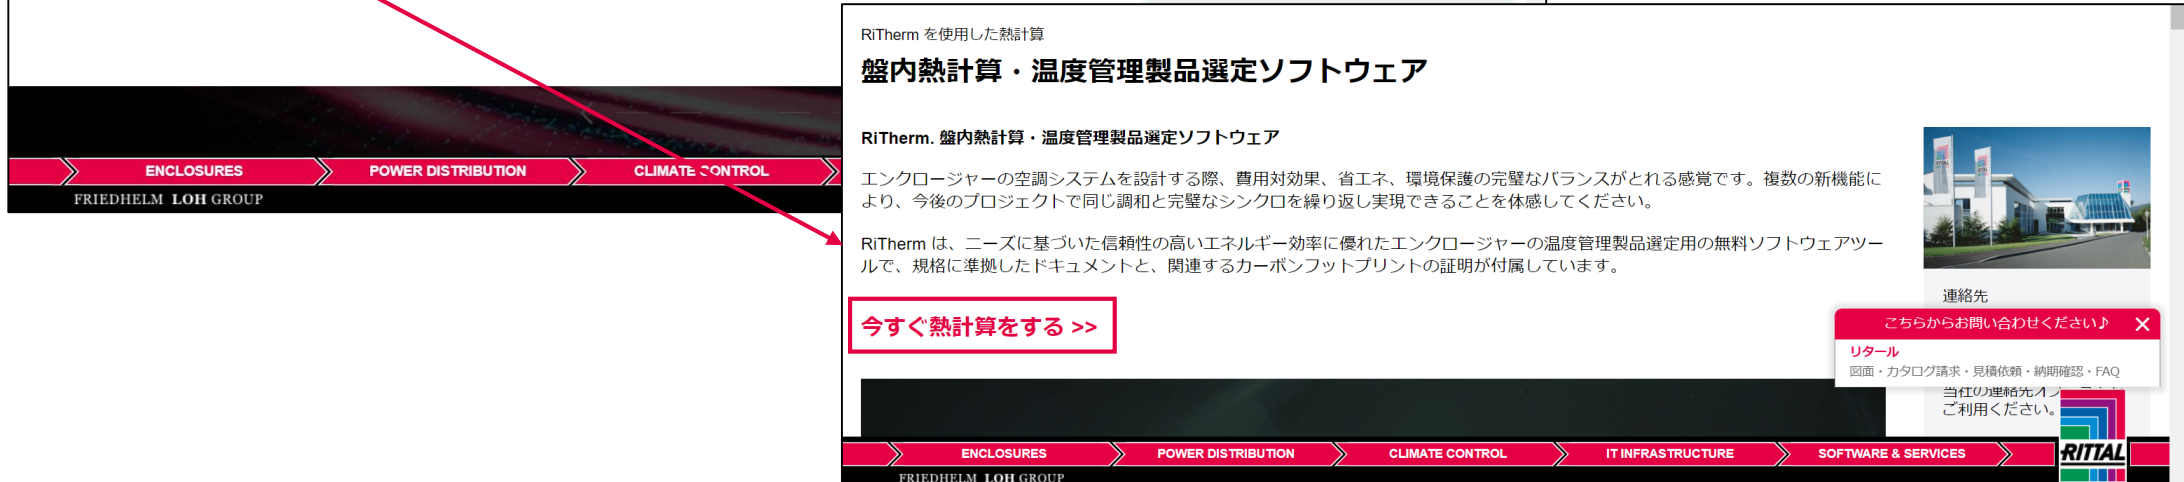 ENCLOSURES
POWER DISTRIBUTION
CLIMATE CONTROL
FRIEDHELM LOH GROUP
RiTherm を使用した熱計算
盤内熱計算・温度管理製品選定ソフトウェア
RiTherm. 盤内熱計算・温度管理製品選定ソフトウェア
エンクロージャーの空調システムを設計する際、費用対効果、省エネ、環境保護の完璧なバランスがとれる感覚です。複数の新機能に
より、今後のプロジェクトで同じ調和と完璧なシンクロを繰り返し実現できることを体感してください。
RiTherm は、ニーズに基づいた信頼性の高いエネルギー効率に優れたエンクロージャーの温度管理製品選定用の無料ソフトウェアツー
ルで、規格に準拠したドキュメントと、関連するカーボンフットプリントの証明が付属しています。
今すぐ熱計算をする >>
連絡先
こちらからお問い合わせください♪
リタール
図面・カタログ請求・見積依頼・納期確認・FAQ
当社の連絡先
ご利用ください。
ENCLOSURES
POWER DISTRIBUTION
CLIMATE CONTROL
IT INFRASTRUCTURE
SOFTWARE & SERVICES
RITTAL
FRIEDHELM LOH GROUP